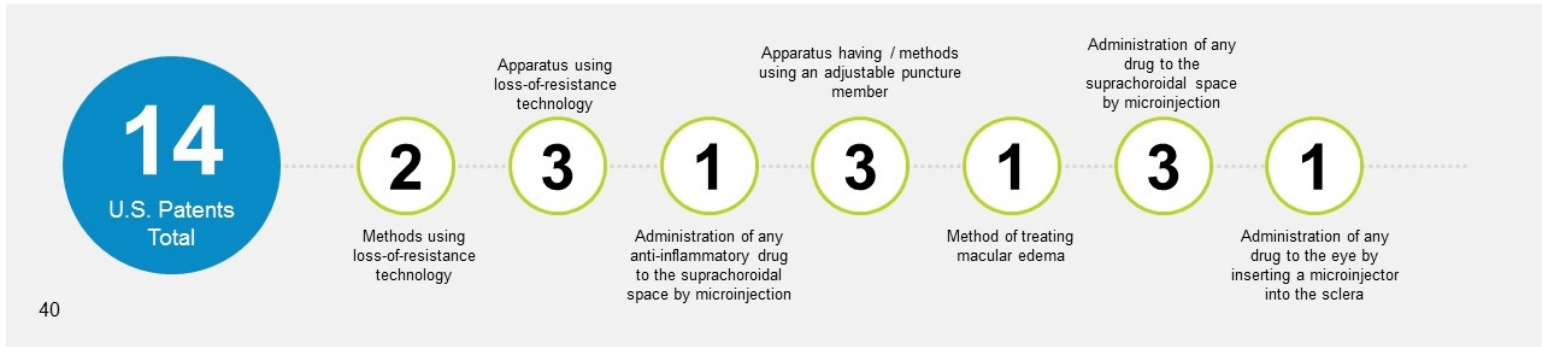 14
U.S. Patents
Total
2
Methods using
loss-of-resistance
technology
Apparatus using
loss-of-resistance
technology
3
1
Administration of any
anti-inflammatory drug
to the suprachoroidal
space by microinjection
Apparatus having / methods
using an adjustable puncture
member
3
1
Method of treating
macular edema
Administration of any
drug to the
suprachoroidal space
by microinjection
3
1
Administration of any
drug to the eye by
inserting a microinjector
into the sclera
40